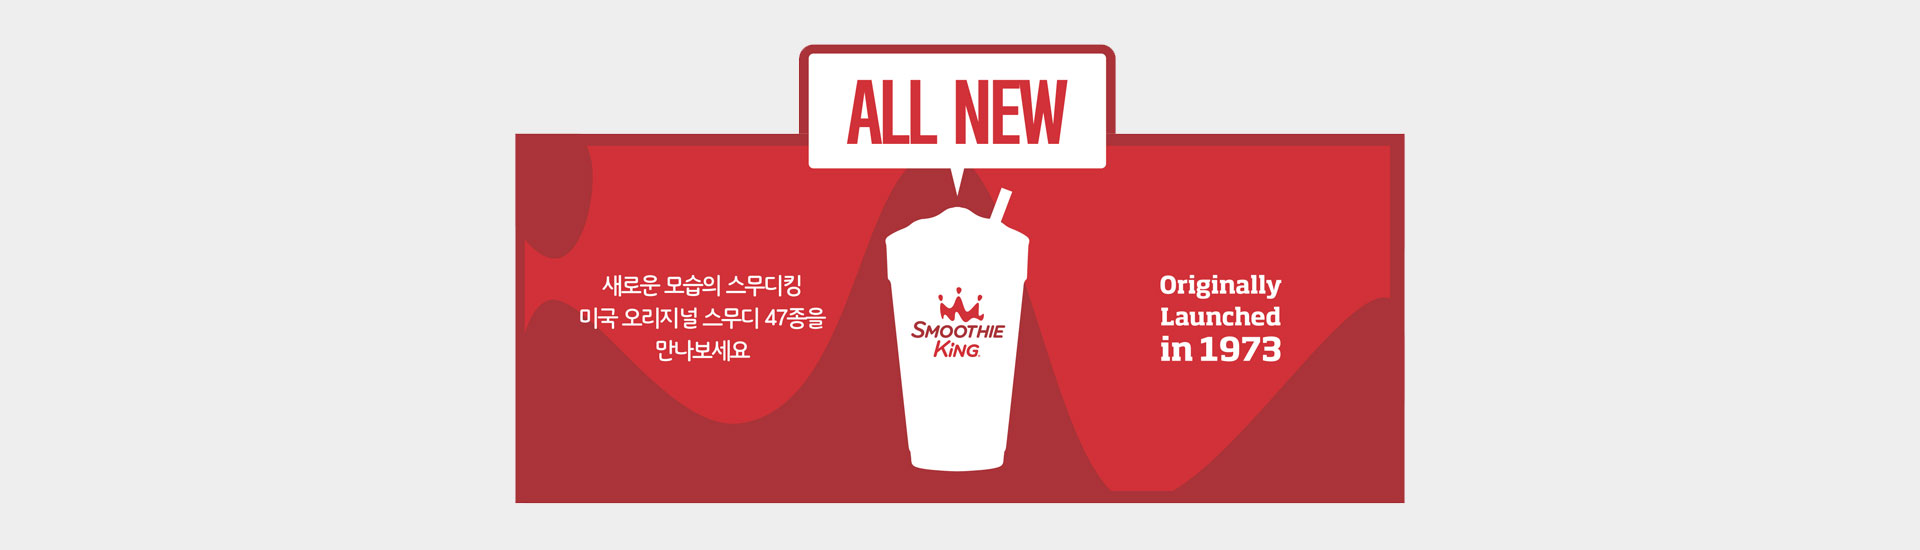 ALL NEW
새로운 모습의 스무디킹
미국 오리지널 스무디 47종을
만나보세요
SMOOTHIE
KiNG
Originally
Launched
in 1973